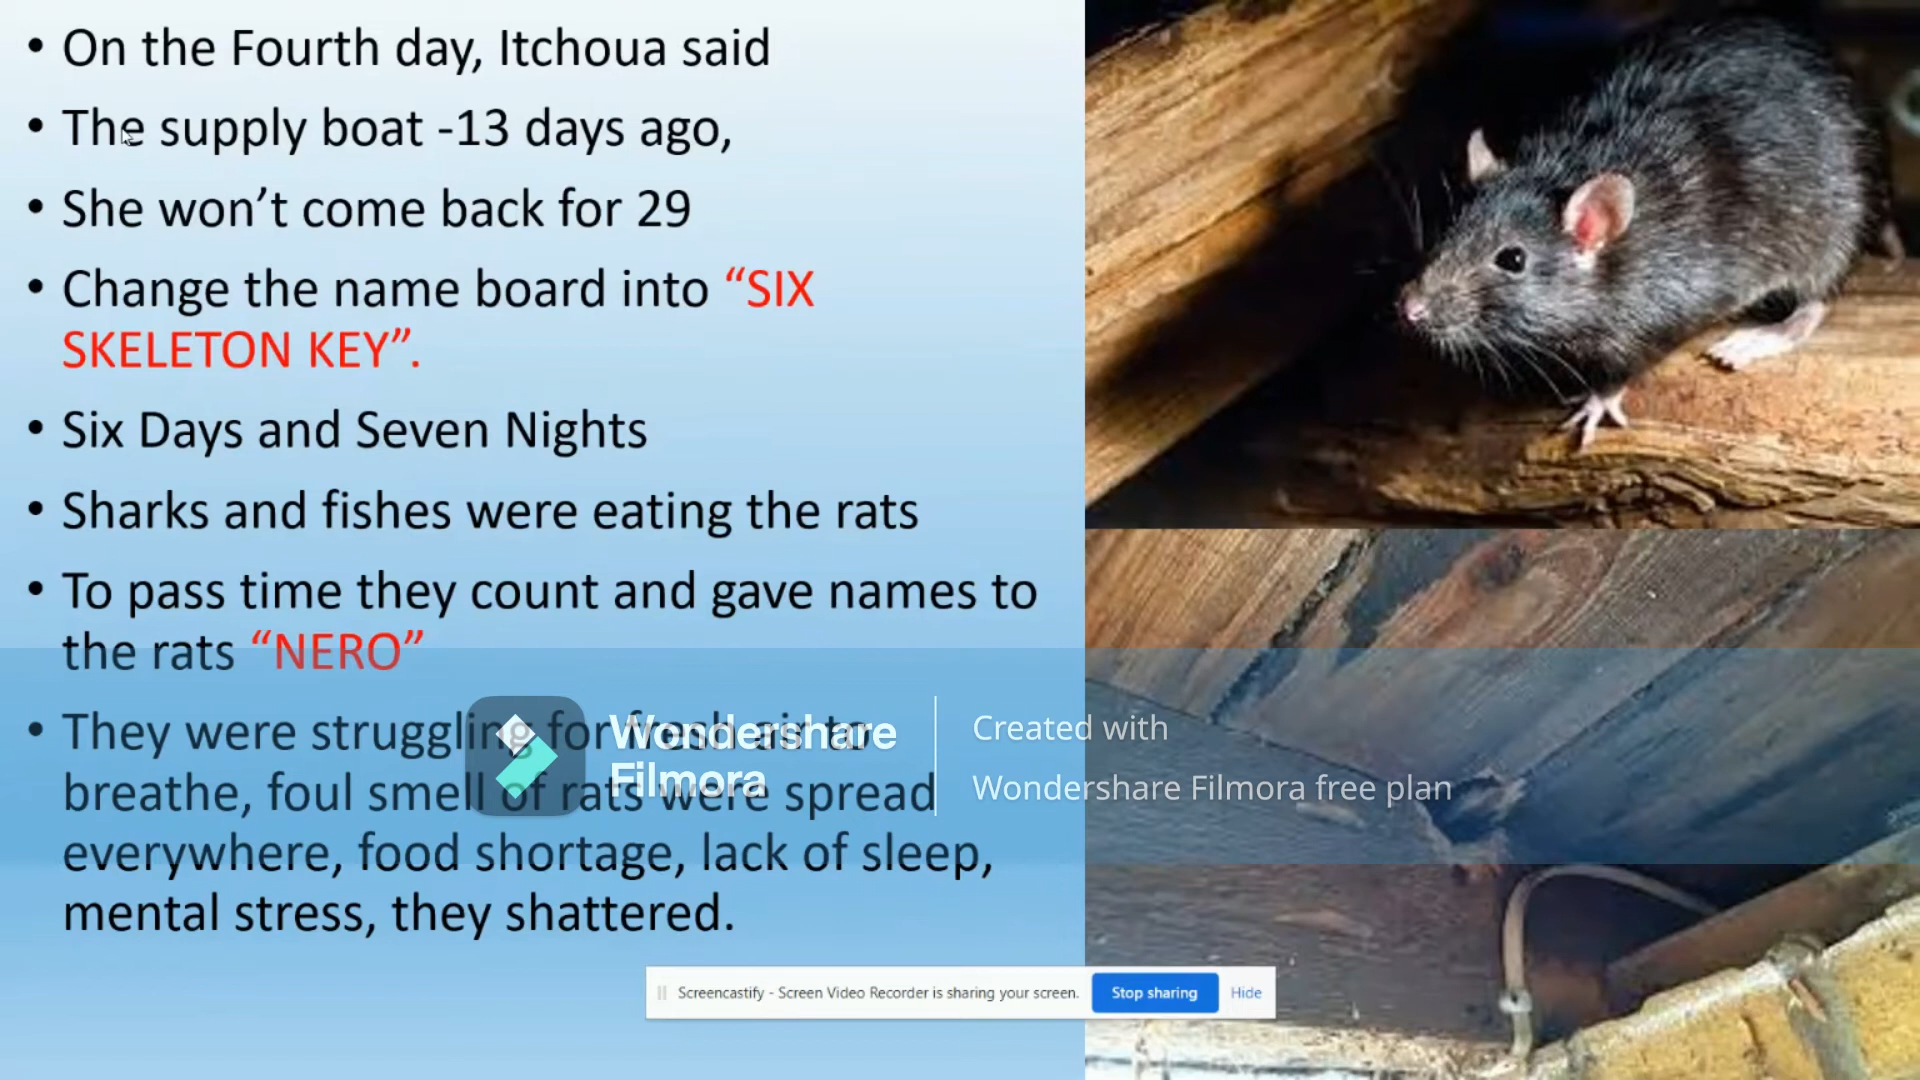 • On the Fourth day, Itchoua said
• The supply boat -13 days ago,
• She won’t come back for 29
• Change the name board into “SIX
SKELETON KEY”.
• Six Days and Seven Nights
• Sharks and fishes were eating the rats
• To pass time they count and gave names to
the rats “NERO”
• They were struggling for fresh air to
breathe, foul smell of rats were spread
everywhere, food shortage, lack of sleep,
mental stress, they shattered.
Wondershare
Filmora
Created with
Wondershare Filmora free plan
Screencastify - Screen Video Recorder is sharing your screen.
Stop sharing
Hide